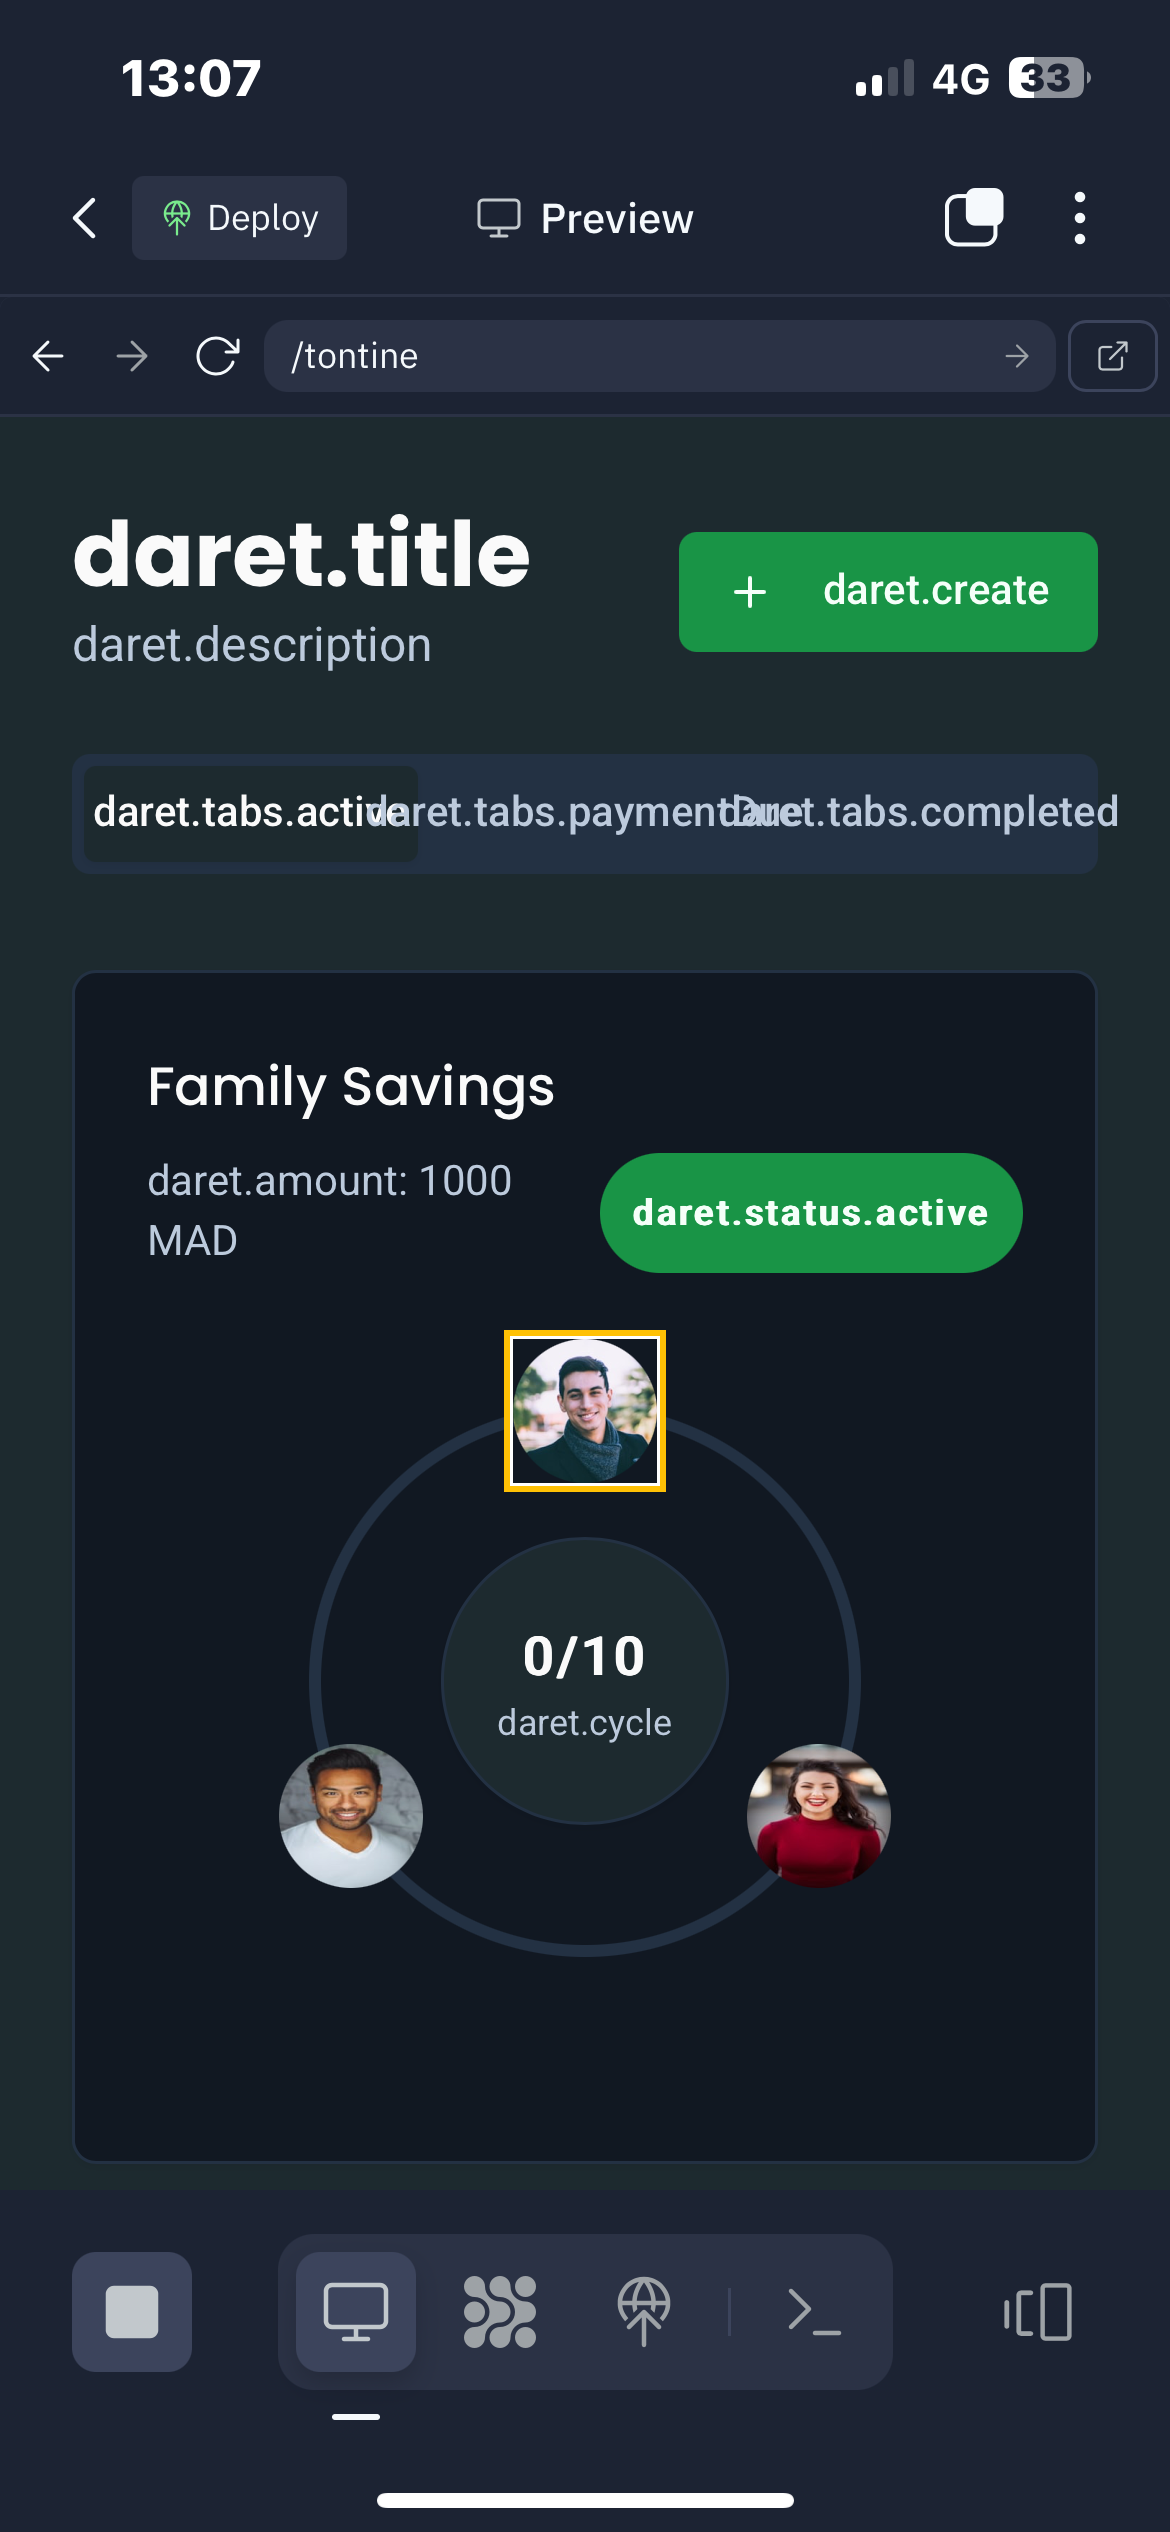 13:07
4G 33
Deploy
Preview
/tontine
daret.title
daret.description
daret.create
daret.tabs.active
daret.tabs.paymentDue
daret.tabs.completed
Family Savings
daret.amount: 1000
MAD
daret.status.active
0/10
daret.cycle